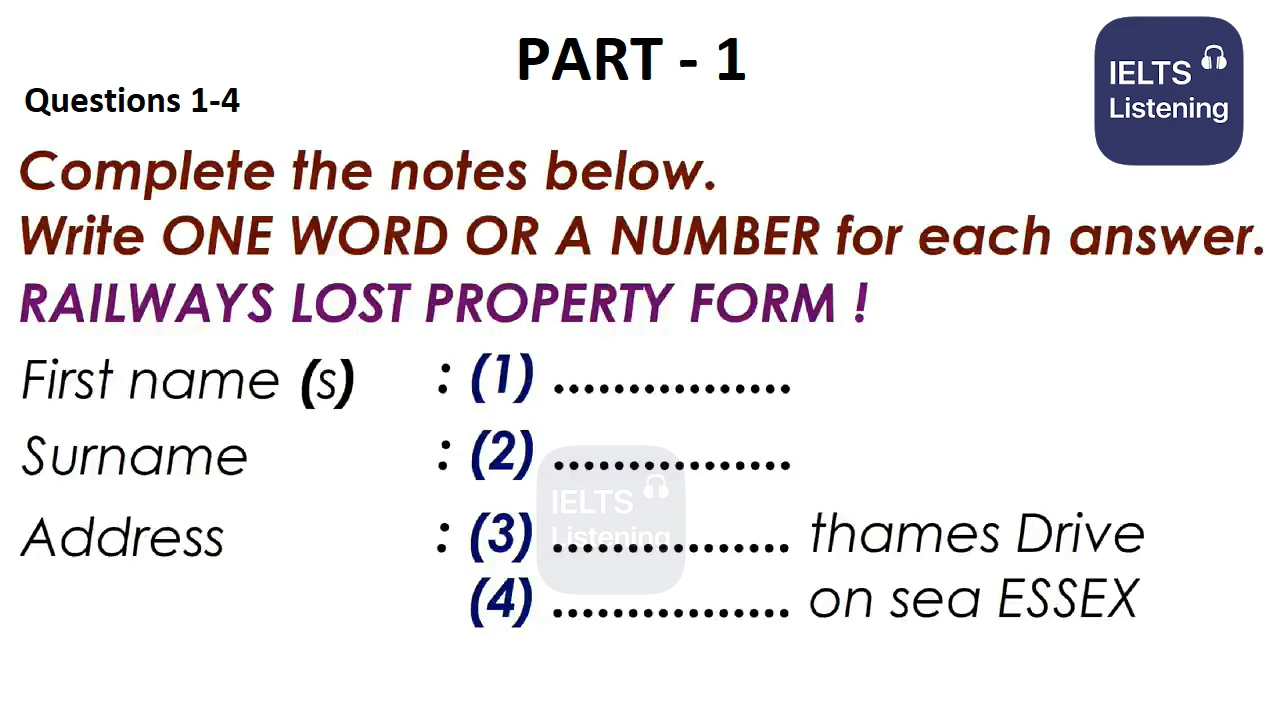 PART - 1
IELTS
Listening
Questions 1-4
Complete the notes below.
Write ONE WORD OR A NUMBER for each answer.
RAILWAYS LOST PROPERTY FORM !
First name (s) : (1) ................
Surname : (2) ................
IELTS
Listening
Address : (3) ................ thames Drive
(4) ................ on sea ESSEX